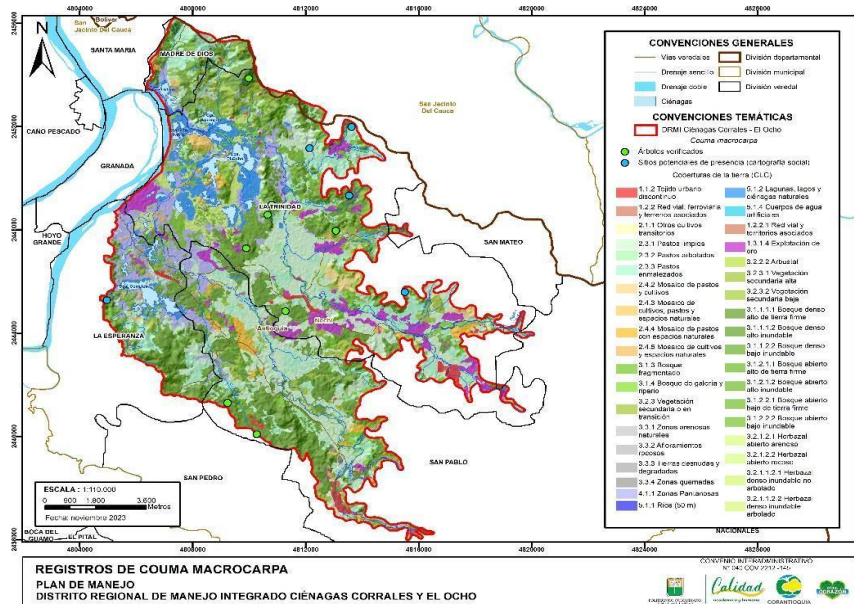 4804000
4808000
4812000
4816000
4820000
4824000
4828000
San Jacinto Del Cauca
Bolívar
SANTA MARIA
MADRE DE DIOS
CAÑO PESCADO
GRANADA
HOYO GRANDE
LA TRINIDAD
San Jacinto Del Cauca
SAN MATEO
LA ESPERANZA
Antioquia
Nechí
SAN PEDRO
SAN PABLO
BOCA DEL GUAMO
EL PITAL
NACIONALES
N
ESCALA : 1:110.000
0 900 1.800 3.600
Metros
Fecha: noviembre 2023
CONVENCIONES GENERALES
Vías veredales
Drenaje sencillo
Drenaje doble
Ciénagas
División departamental
División municipal
División veredal
CONVENCIONES TEMÁTICAS
DRMI Ciénagas Corrales - El Ocho
Couma macrocarpa
Árboles verificados
Sitios potenciales de presencia (cartografía social)
Coberturas de la tierra (CLC)
1.1.2 Tejido urbano discontinuo
1.2.2 Red vial, ferroviaria y terrenos asociados
2.1.1 Otros cultivos transitorios
2.3.1 Pastos limpios
2.3.2 Pastos arbolados
2.3.3 Pastos enmalezados
2.4.2 Mosaico de pastos y cultivos
2.4.3 Mosaico de cultivos, pastos y espacios naturales
2.4.4 Mosaico de pastos con espacios naturales
2.4.5 Mosaico de cultivos y espacios naturales
3.1.3 Bosque fragmentado
3.1.4 Bosque de galería y ripario
3.2.3 Vegetación secundaria o en transición
3.3.1 Zonas arenosas naturales
3.3.2 Afloramientos rocosos
3.3.3 Tierras desnudas y degradadas
3.3.4 Zonas quemadas
4.1.1 Zonas Pantanosas
5.1.1 Ríos (50 m)
5.1.2 Lagunas, lagos y ciénagas naturales
5.1.4 Cuerpos de agua artificiales
1.2.2.1 Red vial y territorios asociados
1.3.1.4 Explotación de oro
3.2.2.2 Arbustal
3.2.3.1 Vegetación secundaria alta
3.2.3.2 Vegetación secundaria baja
3.1.1.1.1 Bosque denso alto de tierra firme
3.1.1.1.2 Bosque denso alto inundable
3.1.1.2.2 Bosque denso bajo inundable
3.1.2.1.1 Bosque abierto alto de tierra firme
3.1.2.1.2 Bosque abierto alto inundable
3.1.2.2.1 Bosque abierto bajo de tierra firme
3.1.2.2.2 Bosque abierto bajo inundable
3.2.1.2.1 Herbazal abierto arenoso
3.2.1.2.2 Herbazal abierto rocoso
3.2.1.1.2.1 Herbazal denso inundable no arbolado
3.2.1.1.2.2 Herbazal denso inundable arbolado
4804000
4808000
4812000
4816000
4820000
4824000
4828000
REGISTROS DE COUMA MACROCARPA
PLAN DE MANEJO
DISTRITO REGIONAL DE MANEJO INTEGRADO CIÉNAGAS CORRALES Y EL OCHO
CONVENIO INTERADMINISTRATIVO
N° 040-COV 2212 -145
Calidad
CORANTIOQUIA
CORAZÓN